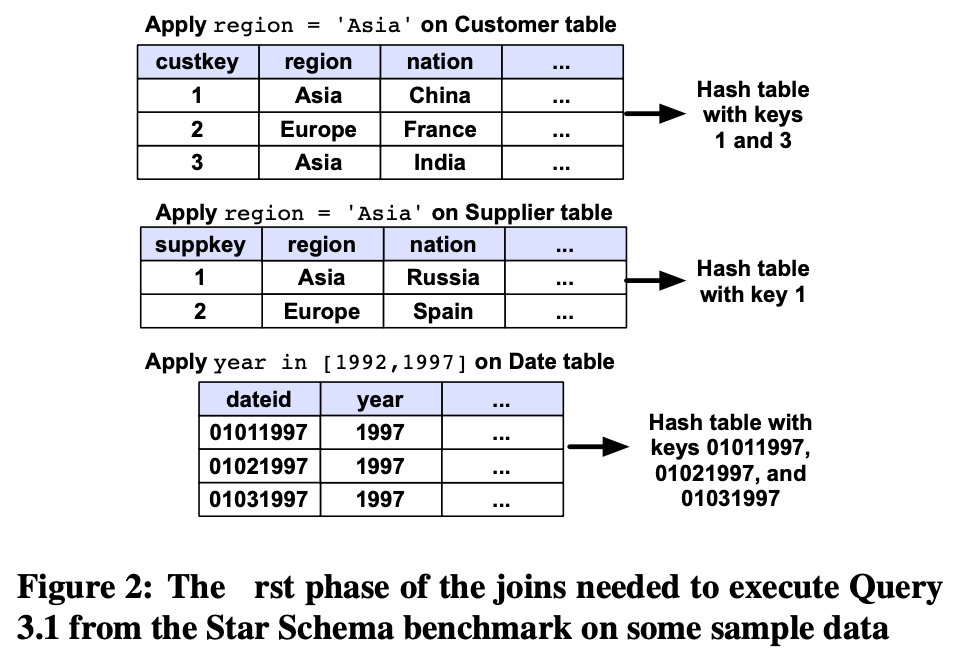 Apply region = 'Asia' on Customer table
custkey region nation ...
1 Asia China ...
2 Europe France ...
3 Asia India ...
Hash table
with keys
1 and 3
Apply region = 'Asia' on Supplier table
suppkey region nation ...
1 Asia Russia ...
2 Europe Spain ...
Hash table
with key 1
Apply year in [1992,1997] on Date table
dateid year ...
01011997 1997 ...
01021997 1997 ...
01031997 1997 ...
Hash table with
keys 01011997,
01021997, and
01031997
Figure 2: The rst phase of the joins needed to execute Query
3.1 from the Star Schema benchmark on some sample data